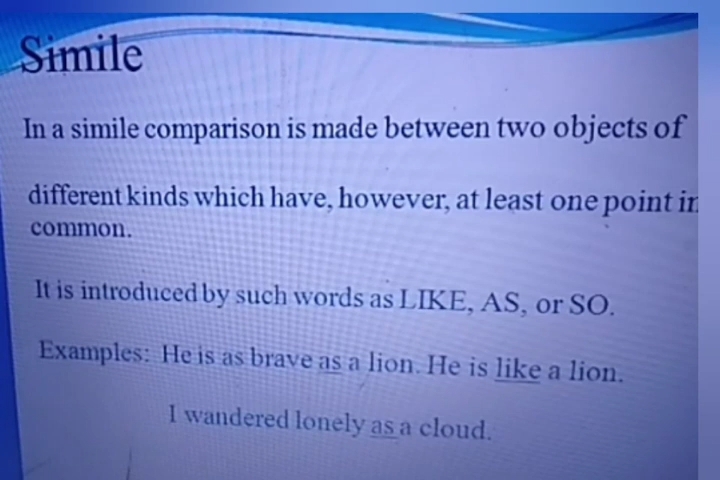 Simile
In a simile comparison is made between two objects of
different kinds which have, however, at least one point in
common.
It is introduced by such words as LIKE, AS, or SO.
Examples: He is as brave as a lion. He is like a lion.
I wandered lonely as a cloud.